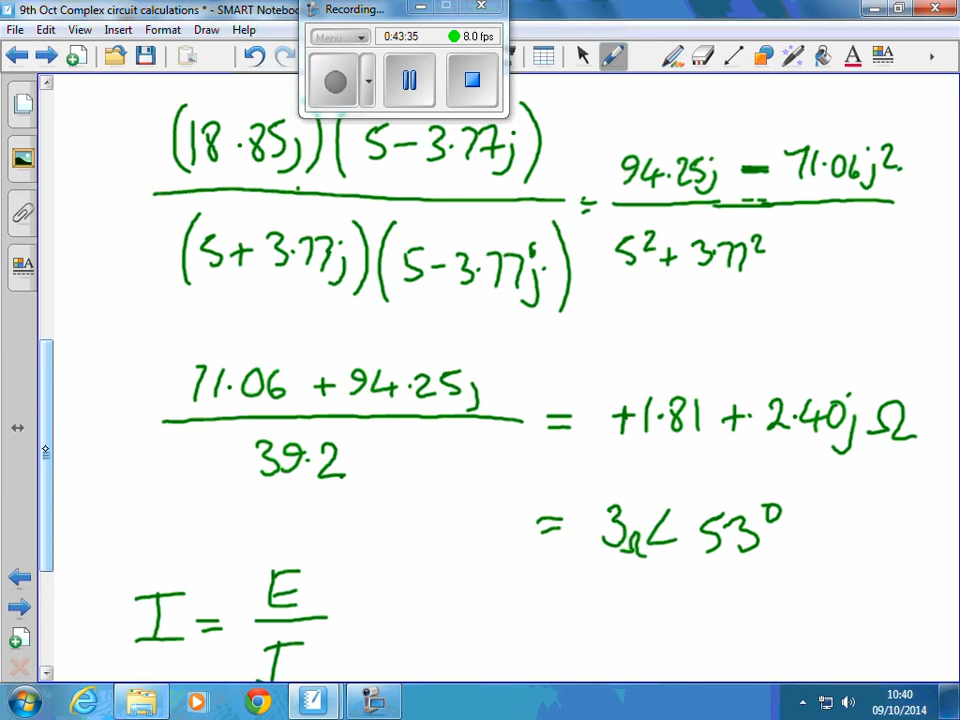 9th Oct Complex circuit calculations * - SMART Notebo
Recording...
File Edit View Insert Format Draw Help
Menu 0:43:35 8.0 fps
(18.85j)(5-3.77j) = 94.25j - 71.06j².
(5+3.77j)(5-3.77j) 5²+3.77²
71.06 + 94.25j = +1.81 + 2.40j Ω
39.2
= 3Ω∠ 53°
I = E
10:40
09/10/2014